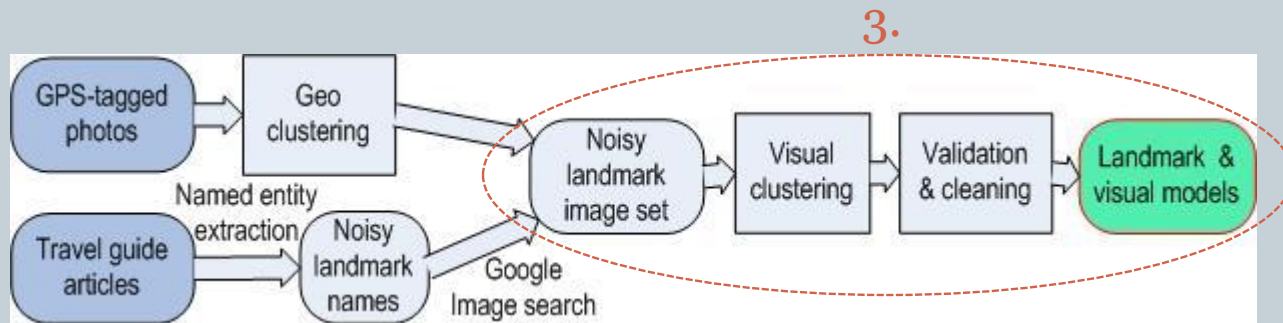 3.
GPS-tagged
photos
Geo
clustering
Noisy
landmark
image set
Visual
clustering
Validation
& cleaning
Landmark &
visual models
Named entity
extraction
Travel guide
articles
Noisy
landmark
names
Google
Image search